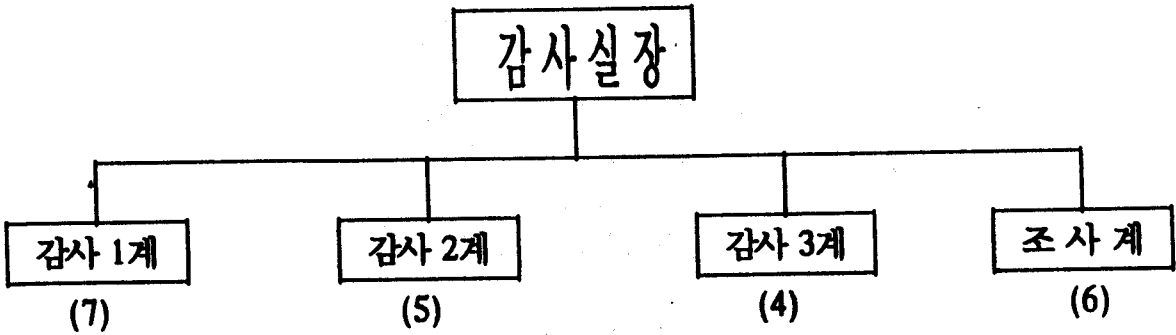 감사실장
감사 1계
감사 2계
감사 3계
조사계
(7)
(5)
(4)
(6)